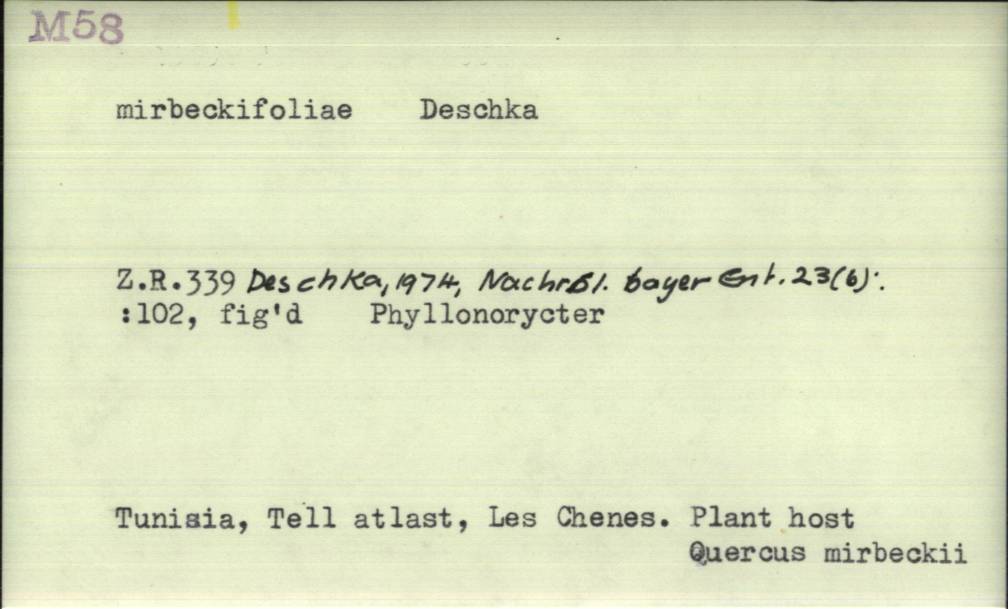 M58
mirbeckifoliae Deschka
Z.R.339 Deschka, 1974, NachrBl. bayer Ent. 23(6):
:102, fig'd Phyllonorycter
Tunisia, Tell atlast, Les Chenes. Plant host
Quercus mirbeckii